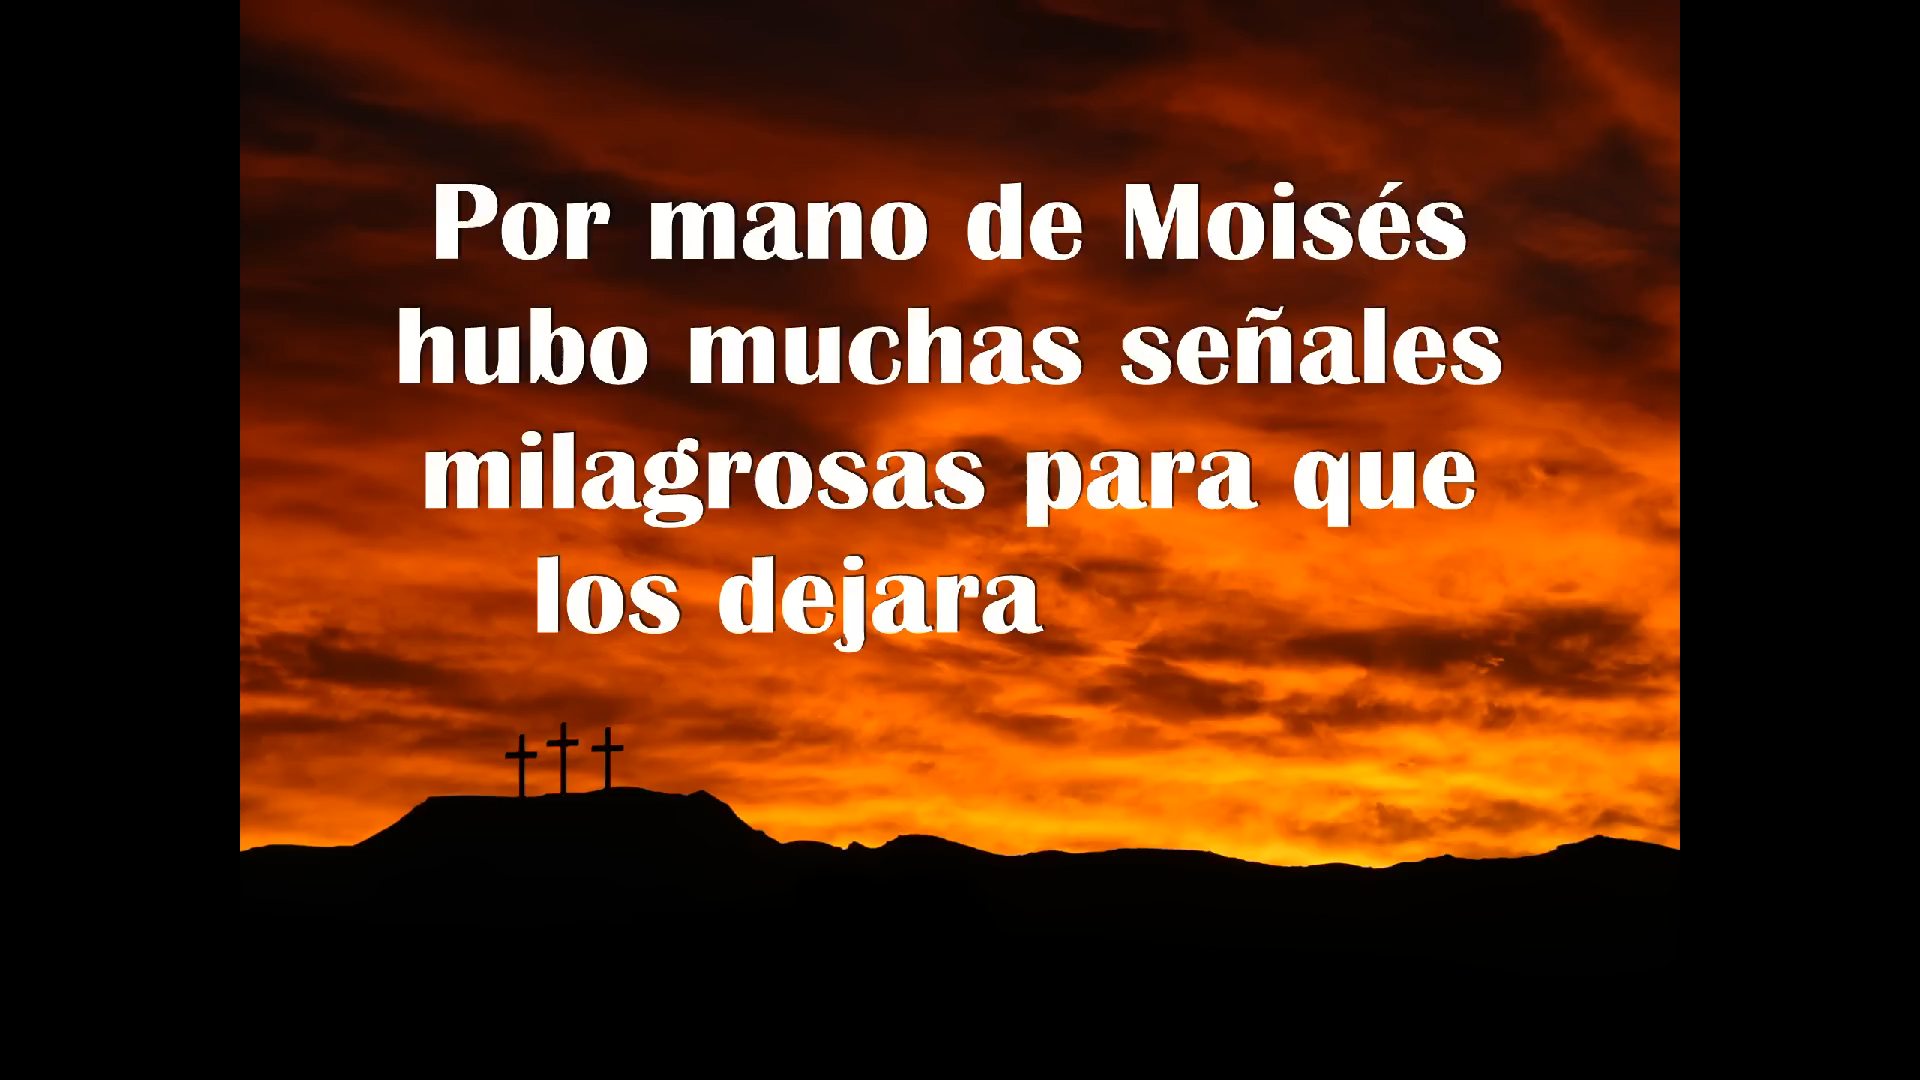 Por mano de Moisés
hubo muchas señales
milagrosas para que
los dejara